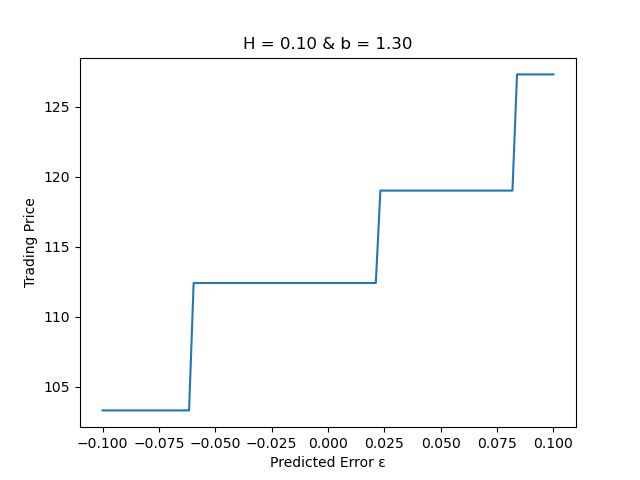 H = 0.10 & b = 1.30
Trading Price
125
120
115
110
105
−0.100 −0.075 −0.050 −0.025 0.000 0.025 0.050 0.075 0.100
Predicted Error ε